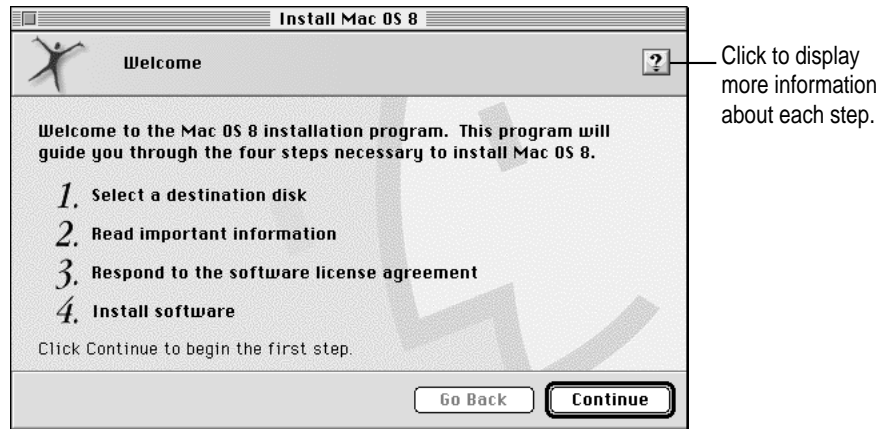 Install Mac OS 8
Welcome
?
Click to display
more information
about each step.
Welcome to the Mac OS 8 installation program. This program will
guide you through the four steps necessary to install Mac OS 8.
1. Select a destination disk
2. Read important information
3. Respond to the software license agreement
4. Install software
Click Continue to begin the first step.
Go Back
Continue